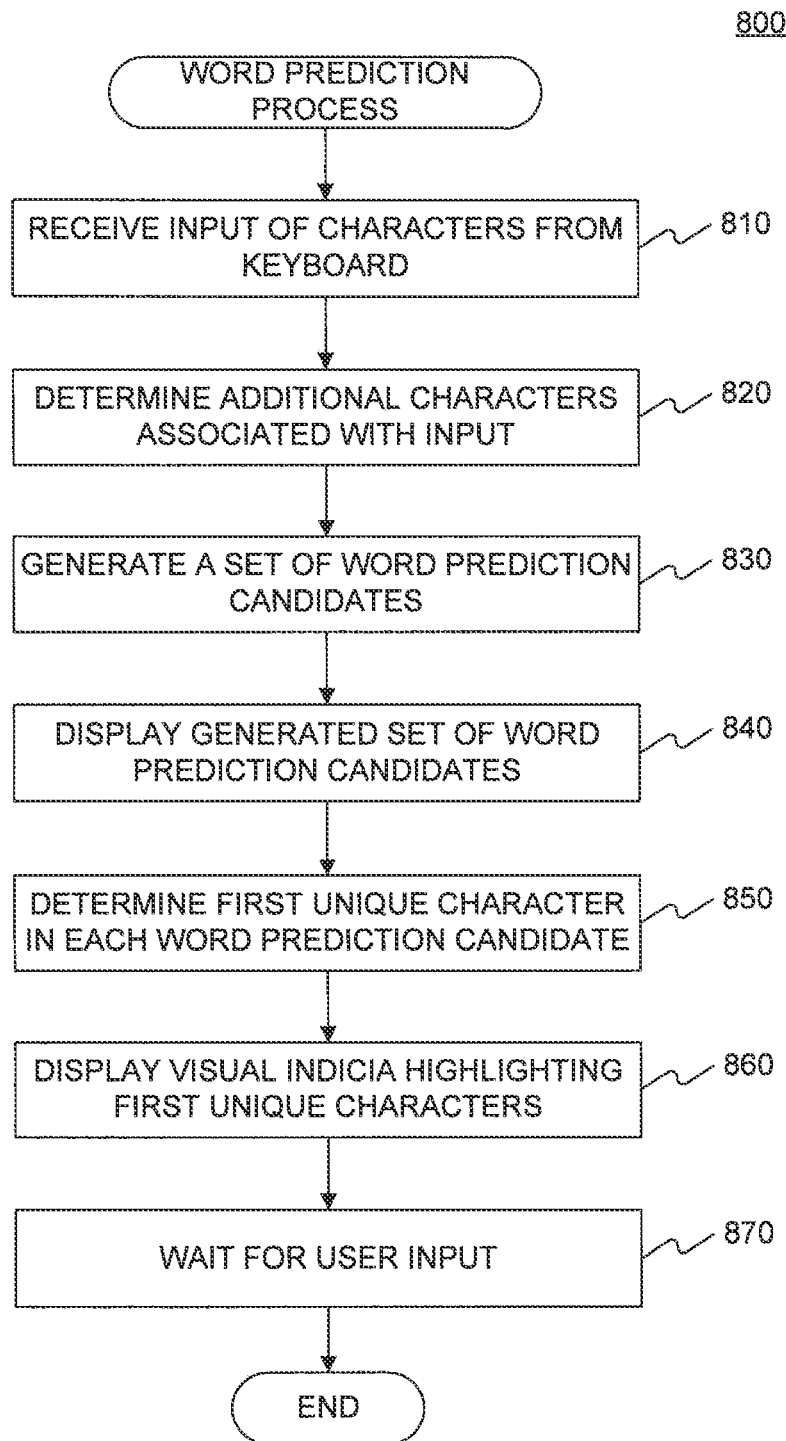 800
WORD PREDICTION
PROCESS
RECEIVE INPUT OF CHARACTERS FROM
KEYBOARD
810
DETERMINE ADDITIONAL CHARACTERS
ASSOCIATED WITH INPUT
820
GENERATE A SET OF WORD PREDICTION
CANDIDATES
830
DISPLAY GENERATED SET OF WORD
PREDICTION CANDIDATES
840
DETERMINE FIRST UNIQUE CHARACTER
IN EACH WORD PREDICTION CANDIDATE
850
DISPLAY VISUAL INDICIA HIGHLIGHTING
FIRST UNIQUE CHARACTERS
860
WAIT FOR USER INPUT
870
END